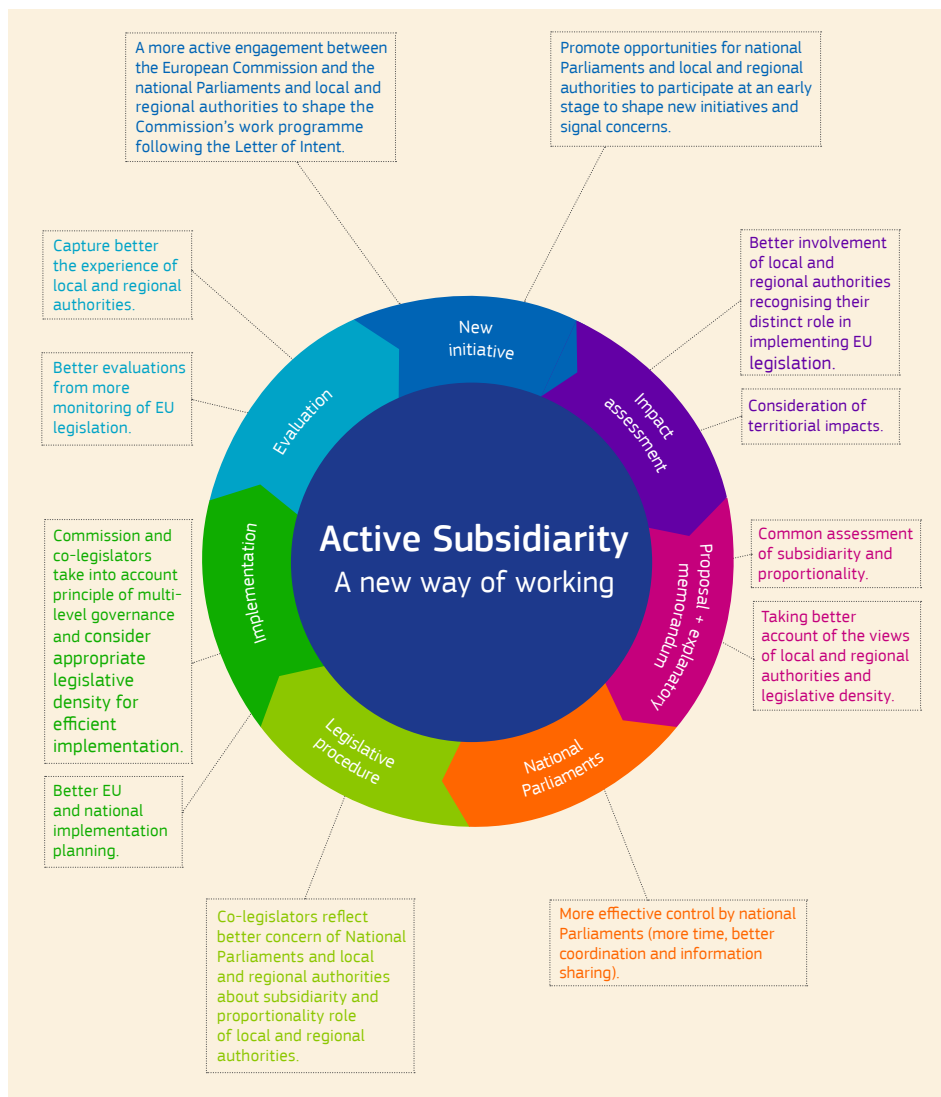 A more active engagement between
the European Commission and the
national Parliaments and local and
regional authorities to shape the
Commission's work programme
following the Letter of Intent.
Promote opportunities for national
Parliaments and local and regional
authorities to participate at an early
stage to shape new initiatives and
signal concerns.
Capture better
the experience of
local and regional
authorities.
Better evaluations
from more
monitoring of EU
legislation.
Better involvement
of local and
regional authorities
recognising their
distinct role in
implementing EU
legislation.
Consideration of
territiorial impacts.
New
initiative
Impact
assessment
Evaluation
Active Subsidiarity
A new way of working
Implementation
Proposal + explanatory
memorandum
Legislative
procedure
National
Parliaments
Commission and
co-legislators
take into account
principle of multi-
level governance
and consider
appropriate
legislative
density for
efficient
implementation.
Better EU
and national
implementation
planning.
Common assessment
of subsidiarity and
proportionality.
Taking better
account of the views
of local and regional
authorities and
legislative density.
Co-legislators reflect
better concern of National
Parliaments and local
and regional authorities
about subsidiarity and
proportionality role
of local and regional
authorities.
More effective control by national
Parliaments (more time, better
coordination and information
sharing).